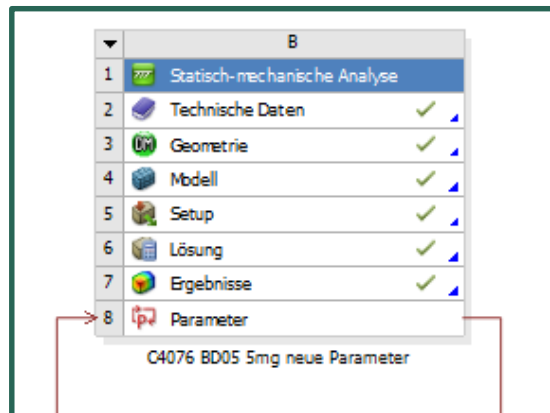 B
1 Statisch-mechanische Analyse
2 Technische Daten
3 DM Geometrie
4 Modell
5 Setup
6 Lösung
7 Ergebnisse
8 p Parameter
C4076 BD05 5mg neue Parameter